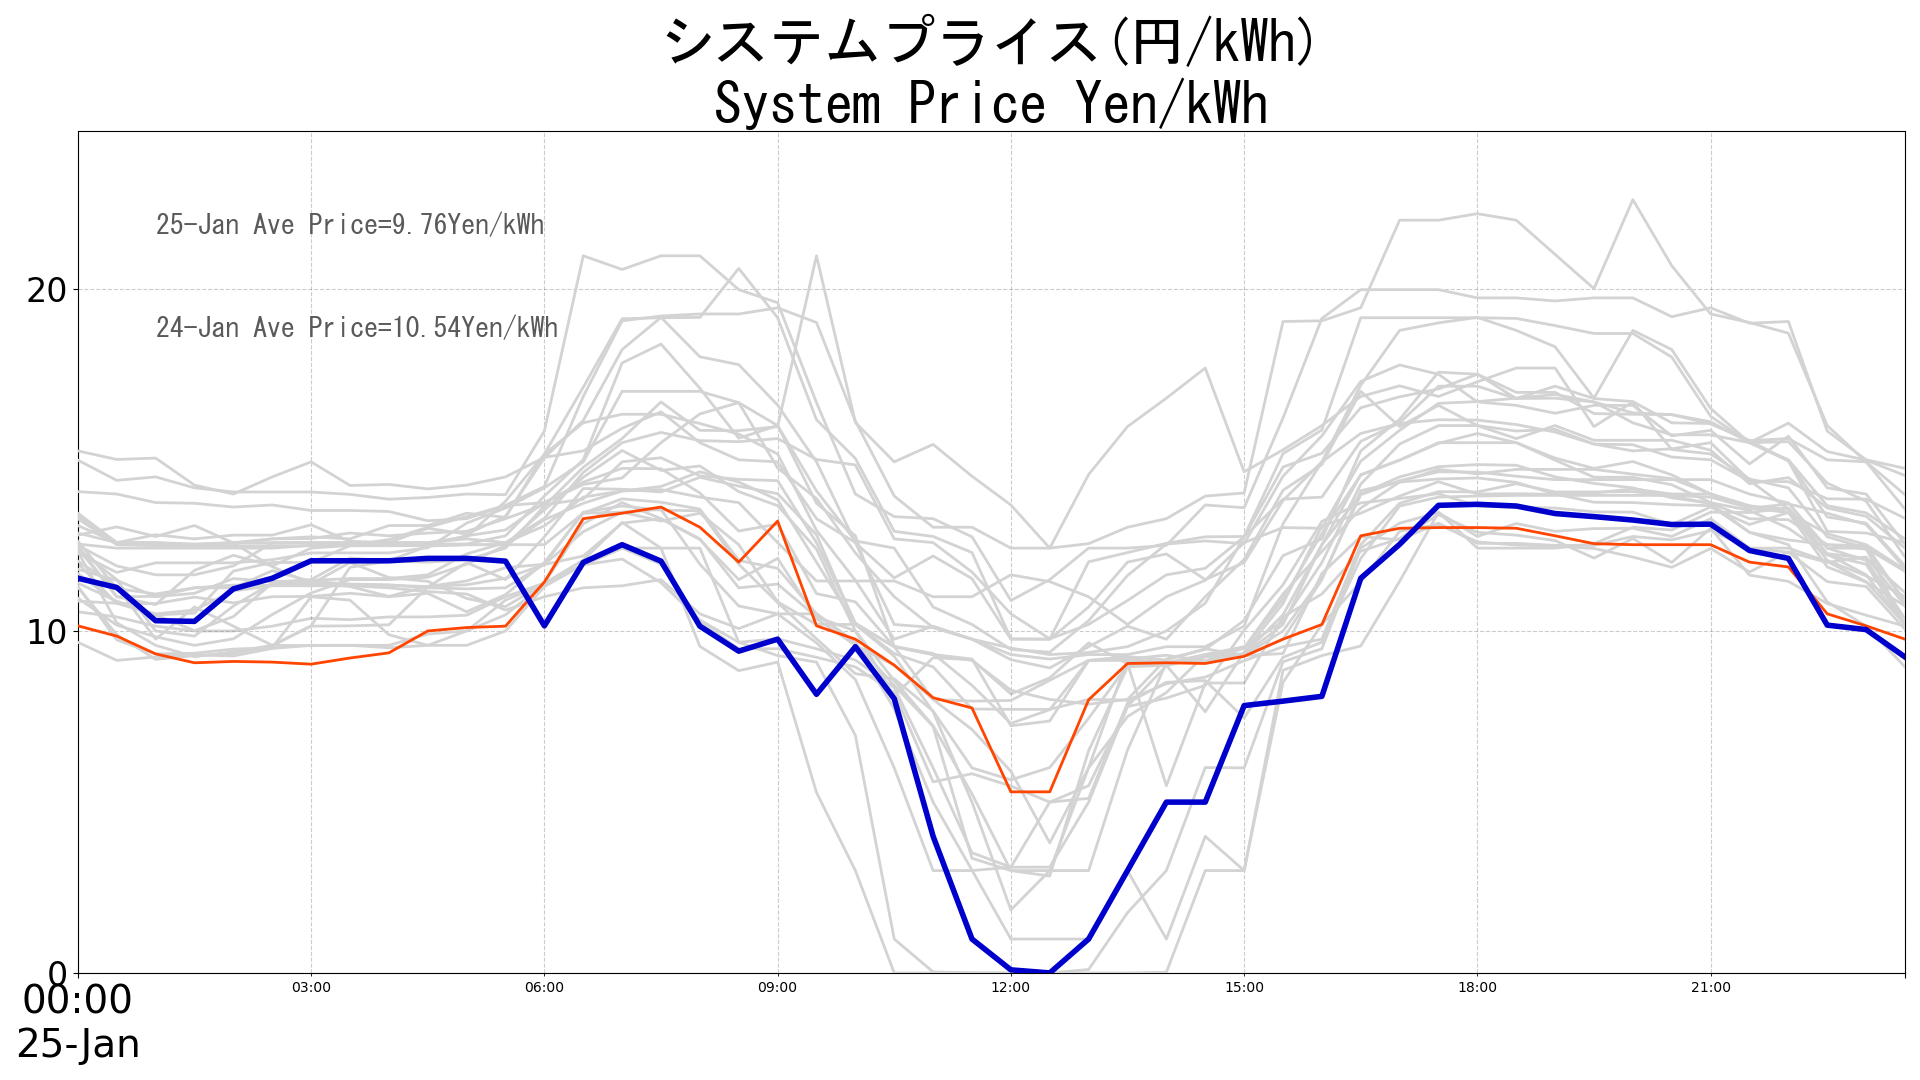 システムプライス(円/kWh)
System Price Yen/kWh
25-Jan Ave Price=9.76Yen/kWh
24-Jan Ave Price=10.54Yen/kWh
20
10
0
00:00 03:00 06:00 09:00 12:00 15:00 18:00 21:00
25-Jan